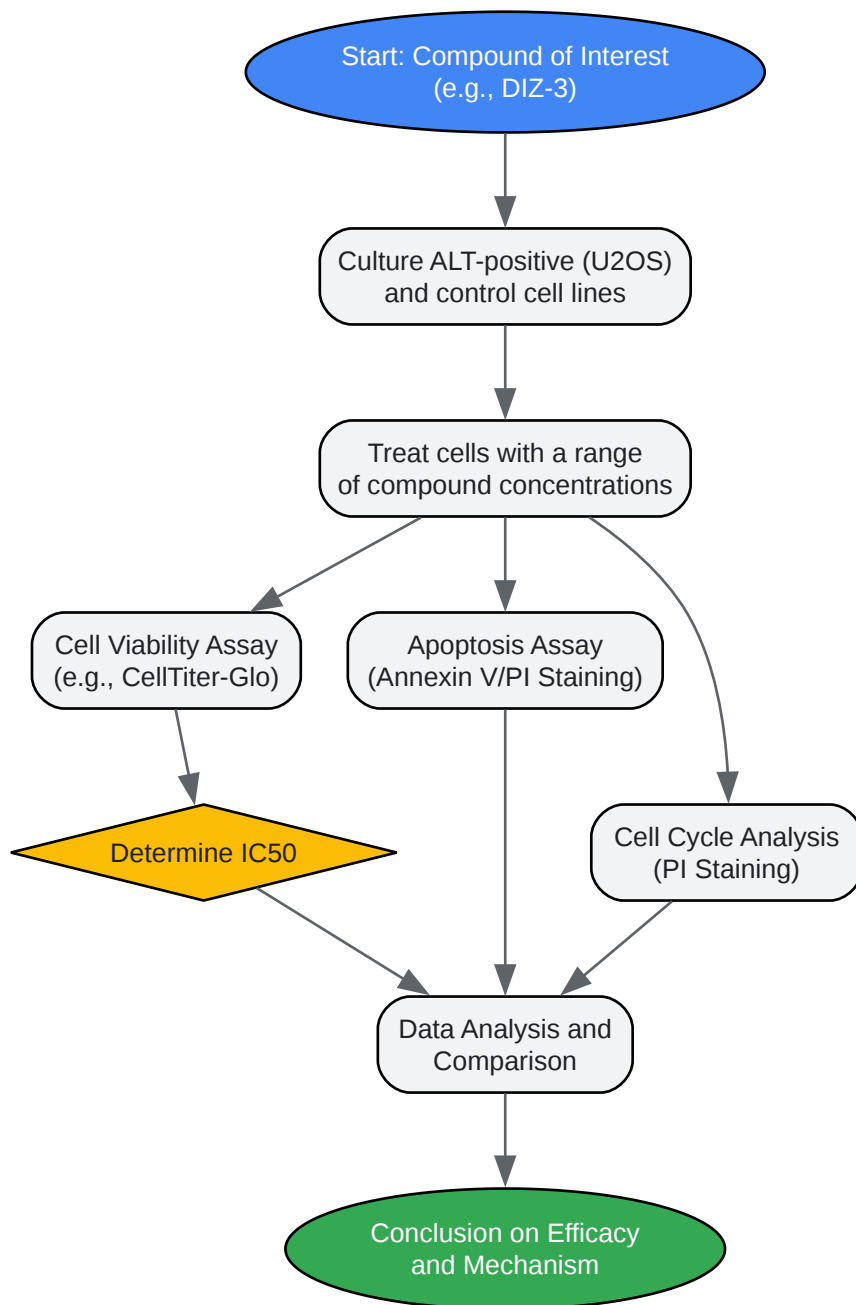 Start: Compound of Interest
(e.g., DIZ-3)
Culture ALT-positive (U2OS)
and control cell lines
Treat cells with a range
of compound concentrations
Cell Viability Assay
(e.g., CellTiter-Glo)
Apoptosis Assay
(Annexin V/PI Staining)
Determine IC50
Cell Cycle Analysis
(PI Staining)
Data Analysis and
Comparison
Conclusion on Efficacy
and Mechanism